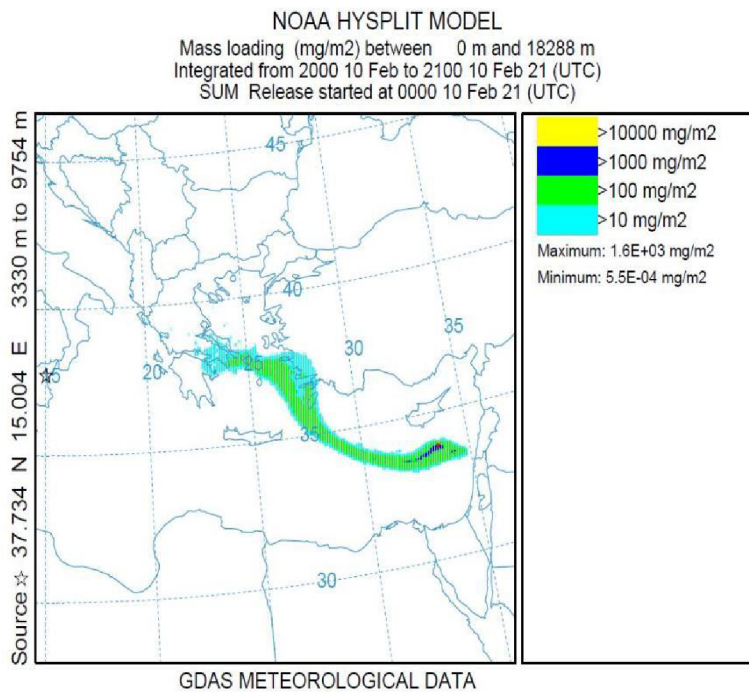 NOAA HYSPLIT MODEL
Mass loading (mg/m2) between 0 m and 18288 m
Integrated from 2000 10 Feb to 2100 10 Feb 21 (UTC)
SUM Release started at 0000 10 Feb 21 (UTC)
Source ☆ 37.734 N 15.004 E 3330 m to 9754 m
45
40
35
30
25
20
15
35
30
>10000 mg/m2
>1000 mg/m2
>100 mg/m2
>10 mg/m2
Maximum: 1.6E+03 mg/m2
Minimum: 5.5E-04 mg/m2
GDAS METEOROLOGICAL DATA